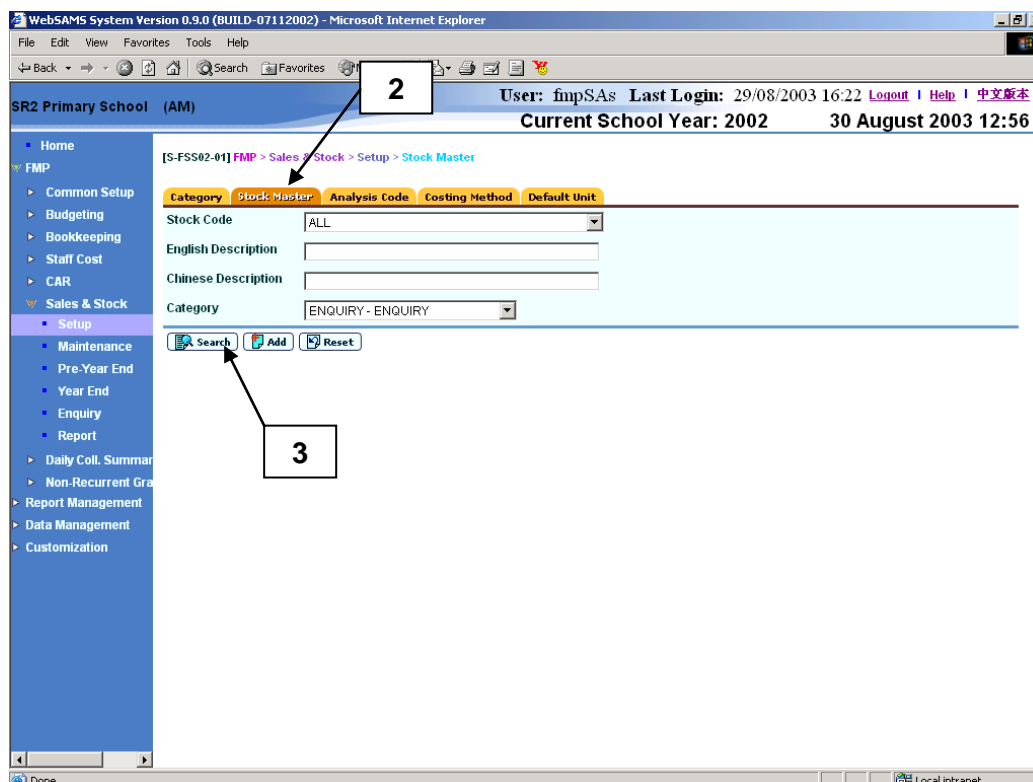 WebSAMS System Version 0.9.0 (BUILD-07112002) - Microsoft Internet Explorer
File Edit View Favorites Tools Help
Back Search Favorites
2
SR2 Primary School (AM)
User: fmpSAs Last Login: 29/08/2003 16:22 Logout | Help | 中文版本
Current School Year: 2002 30 August 2003 12:56
Home
FMP
Common Setup
Budgeting
Bookkeeping
Staff Cost
CAR
Sales & Stock
Setup
Maintenance
Pre-Year End
Year End
Enquiry
Report
Daily Coll. Summar
Non-Recurrent Gra
Report Management
Data Management
Customization
[S-FSS02-01] FMP > Sales & Stock > Setup > Stock Master
Category Stock Master Analysis Code Costing Method Default Unit
Stock Code ALL
English Description
Chinese Description
Category ENQUIRY - ENQUIRY
Search Add Reset
3
Done Local intranet